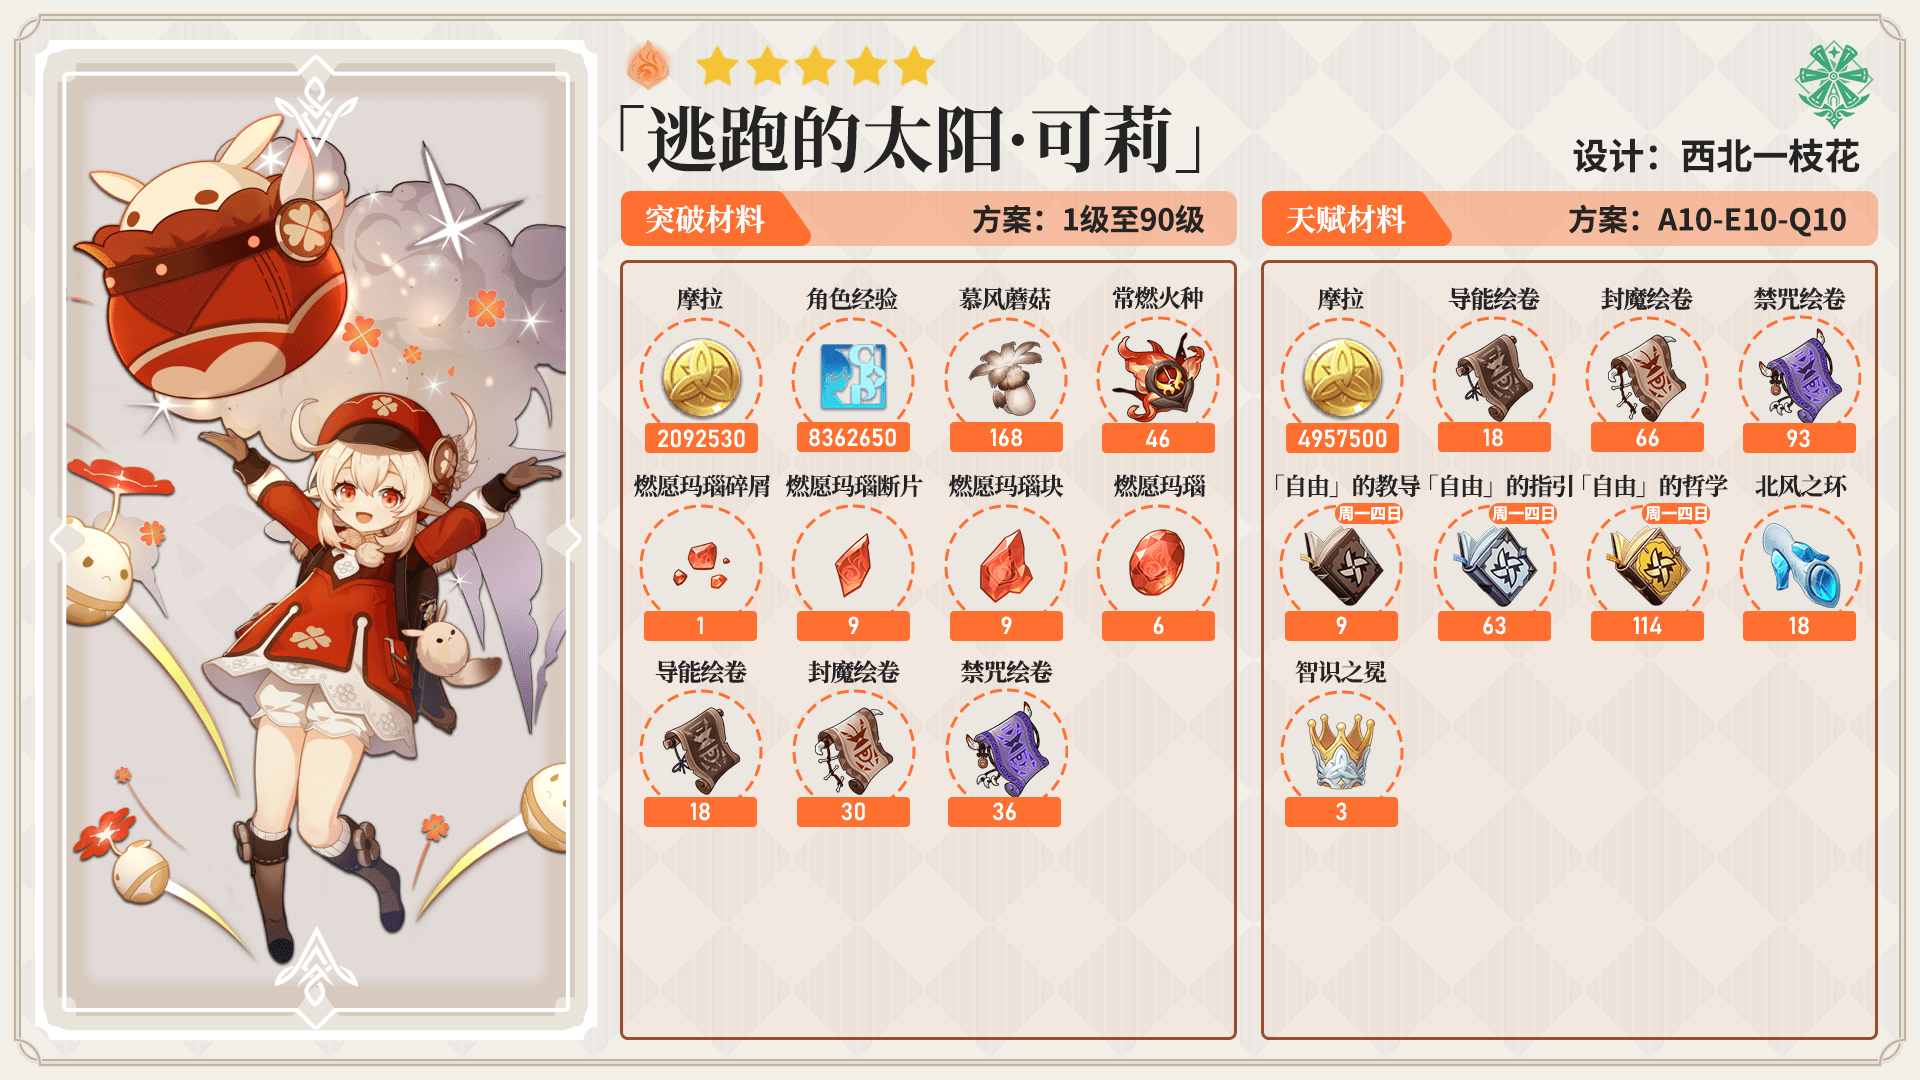 「逃跑的太阳·可莉」
设计：西北一枝花
突破材料
方案：1级至90级
摩拉 角色经验 慕风蘑菇 常燃火种
2092530 8362650 168 46
燃愿玛瑙碎屑 燃愿玛瑙断片 燃愿玛瑙块 燃愿玛瑙
1 9 9 6
导能绘卷 封魔绘卷 禁咒绘卷
18 30 36
天赋材料
方案：A10-E10-Q10
摩拉 导能绘卷 封魔绘卷 禁咒绘卷
4957500 18 66 93
「自由」的教导 「自由」的指引 「自由」的哲学 北风之环
周一四日 周一四日 周一四日
9 63 114 18
智识之冕
3